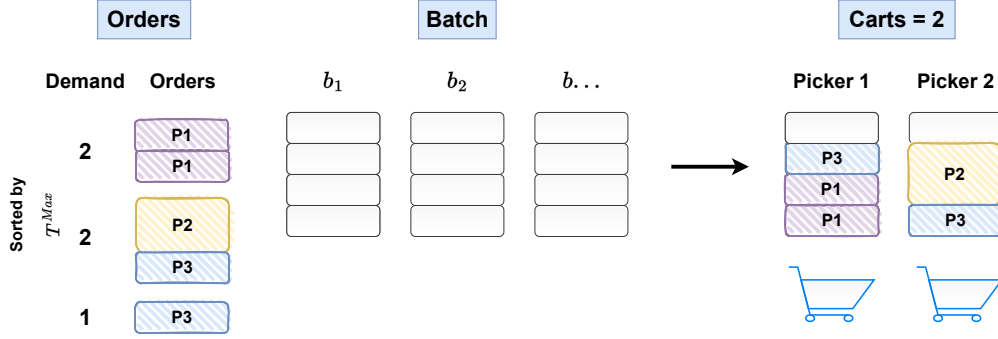 Orders
Batch
Carts = 2
Demand Orders
b₁ b₂ b...
Picker 1 Picker 2
Sorted by
T^Max
2
P1
P1
2
P2
P3
1
P3
P3
P1
P1
P2
P3